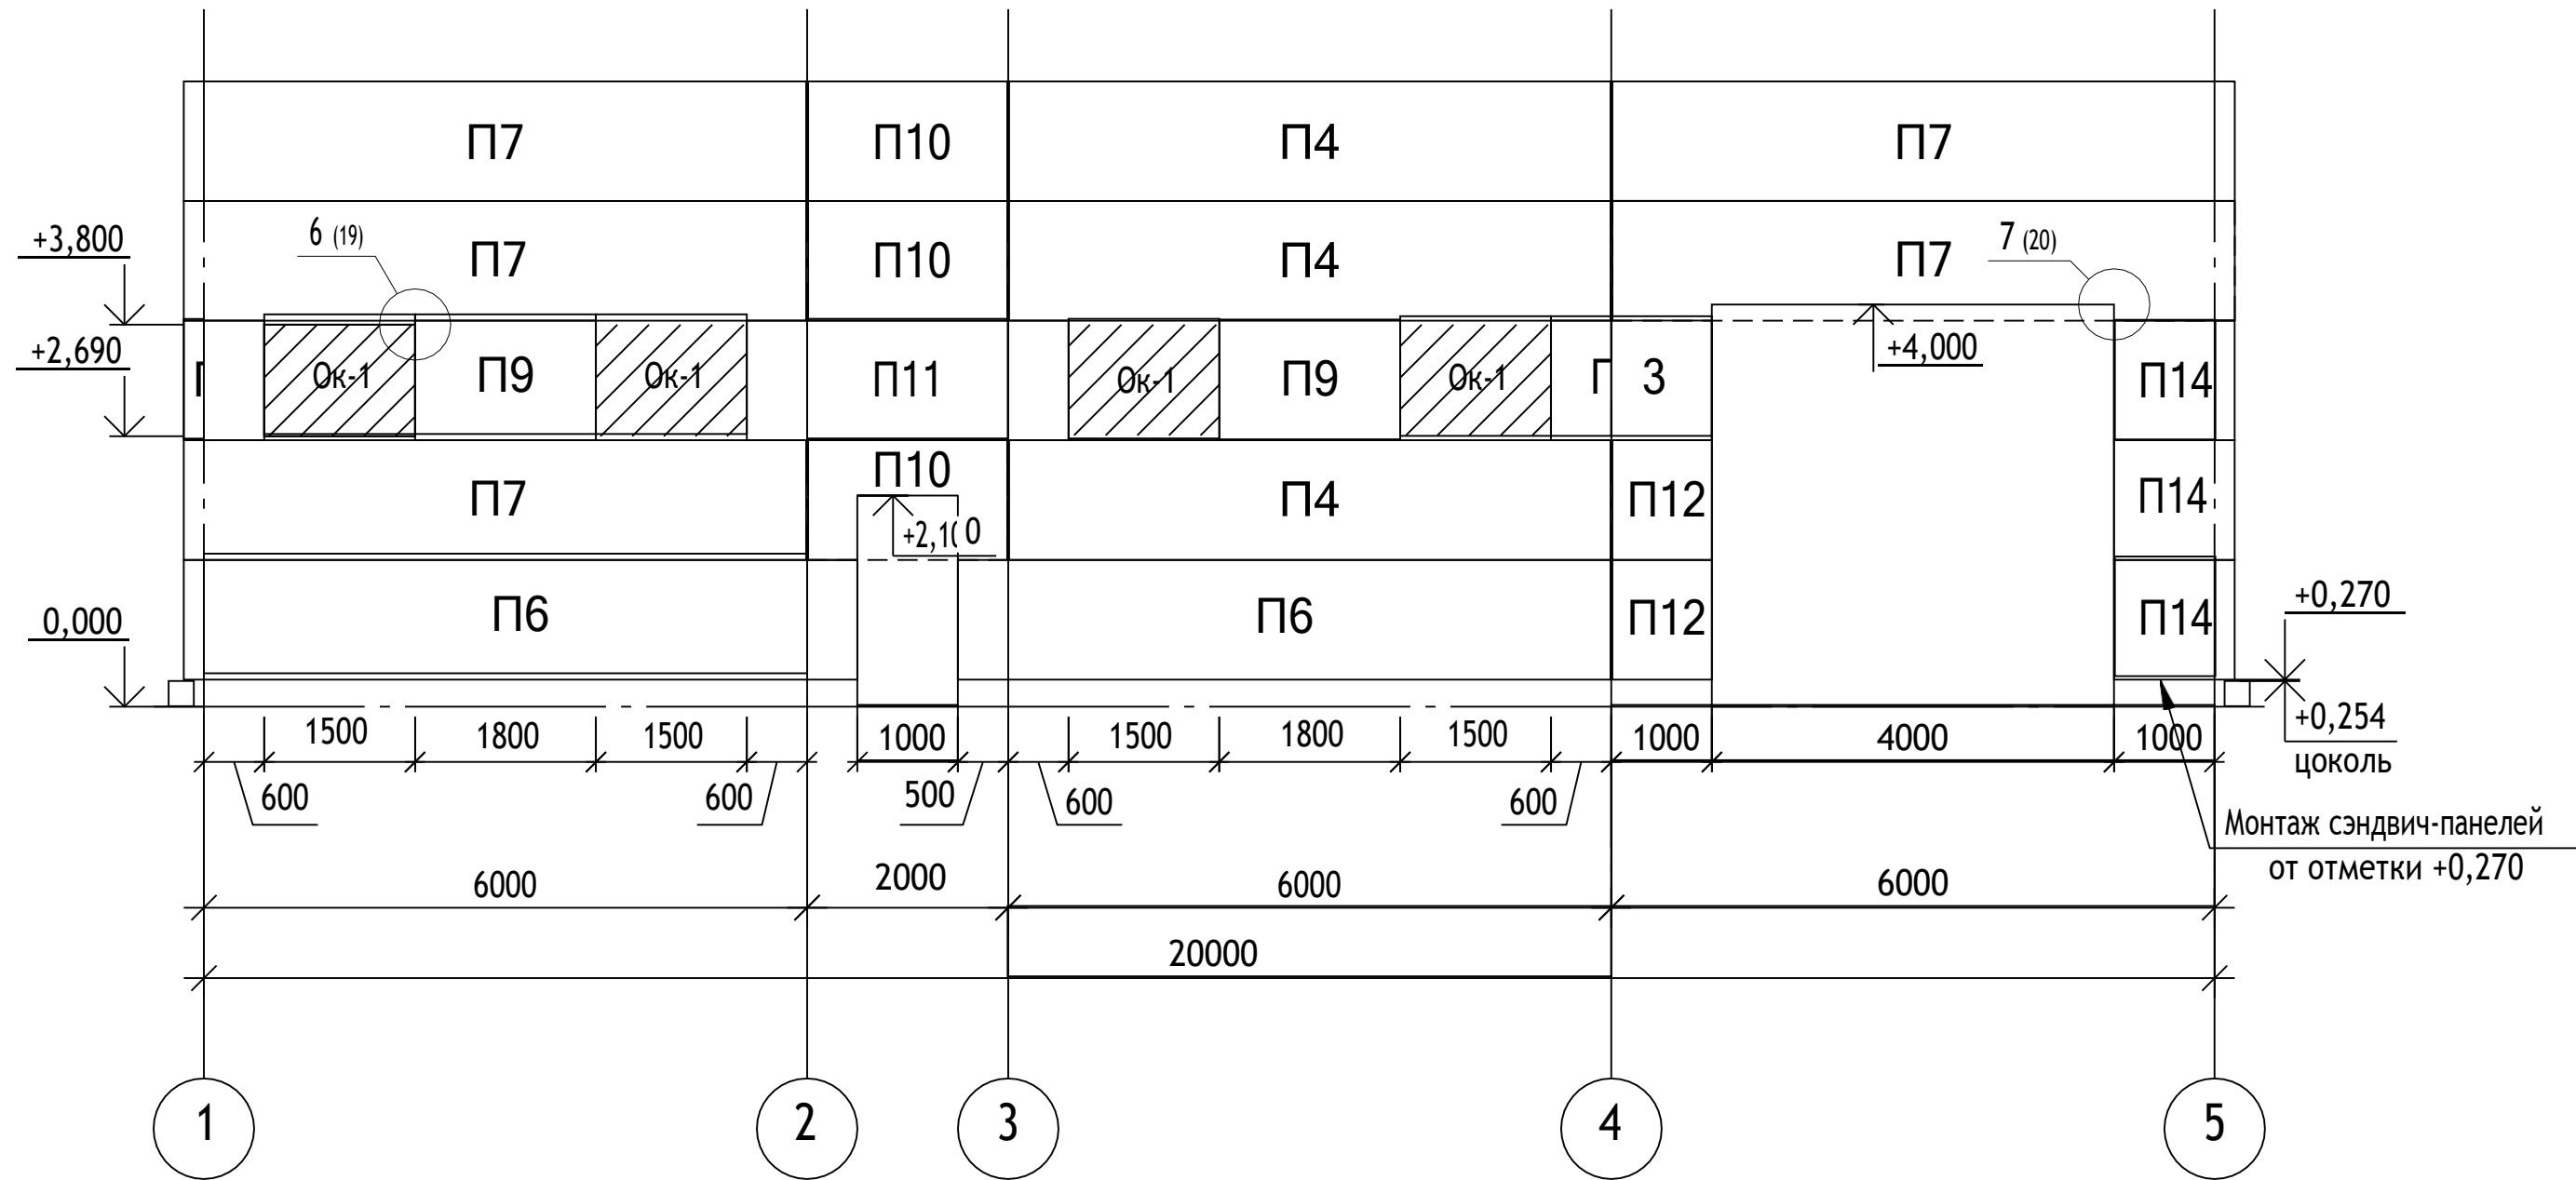 П7 П10 П4 П7
+3,800 6 (19) П7 П10 П4 П7 7 (20)
+2,690 Ок-1 П9 Ок-1 П11 Ок-1 П9 Ок-1 П 3 +4,000 П14
П7 П10 П4 П12 П14
+2,10 0
0,000 П6 П6 П12 П14 +0,270
1500 1800 1500 1000 1500 1800 1500 1000 4000 1000 +0,254
цоколь
600 600 500 600 600
Монтаж сэндвич-панелей
от отметки +0,270
6000 2000 6000 6000
20000
1 2 3 4 5